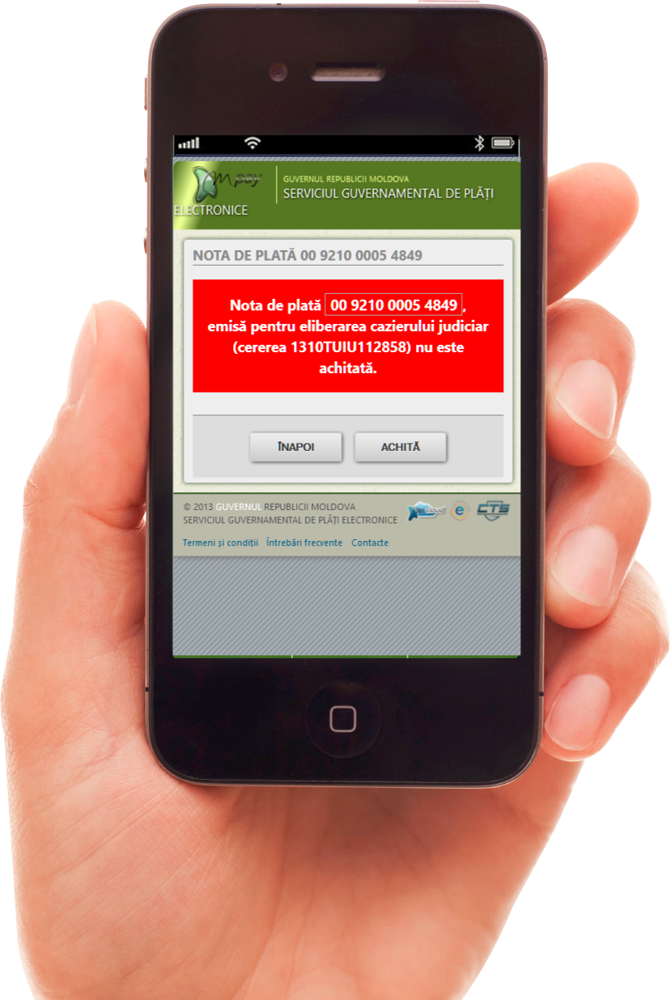 M pay
GUVERNUL REPUBLICII MOLDOVA
SERVICIUL GUVERNAMENTAL DE PLĂȚI
ELECTRONICE
NOTA DE PLATĂ 00 9210 0005 4849
Nota de plată 00 9210 0005 4849 ,
emisă pentru eliberarea cazierului judiciar
(cererea 1310TUIU112858) nu este
achitată.
ÎNAPOI ACHITĂ
© 2013 GUVERNUL REPUBLICII MOLDOVA
SERVICIUL GUVERNAMENTAL DE PLĂȚI ELECTRONICE
mcloud e CTS
Termeni și condiții Întrebări frecvente Contacte